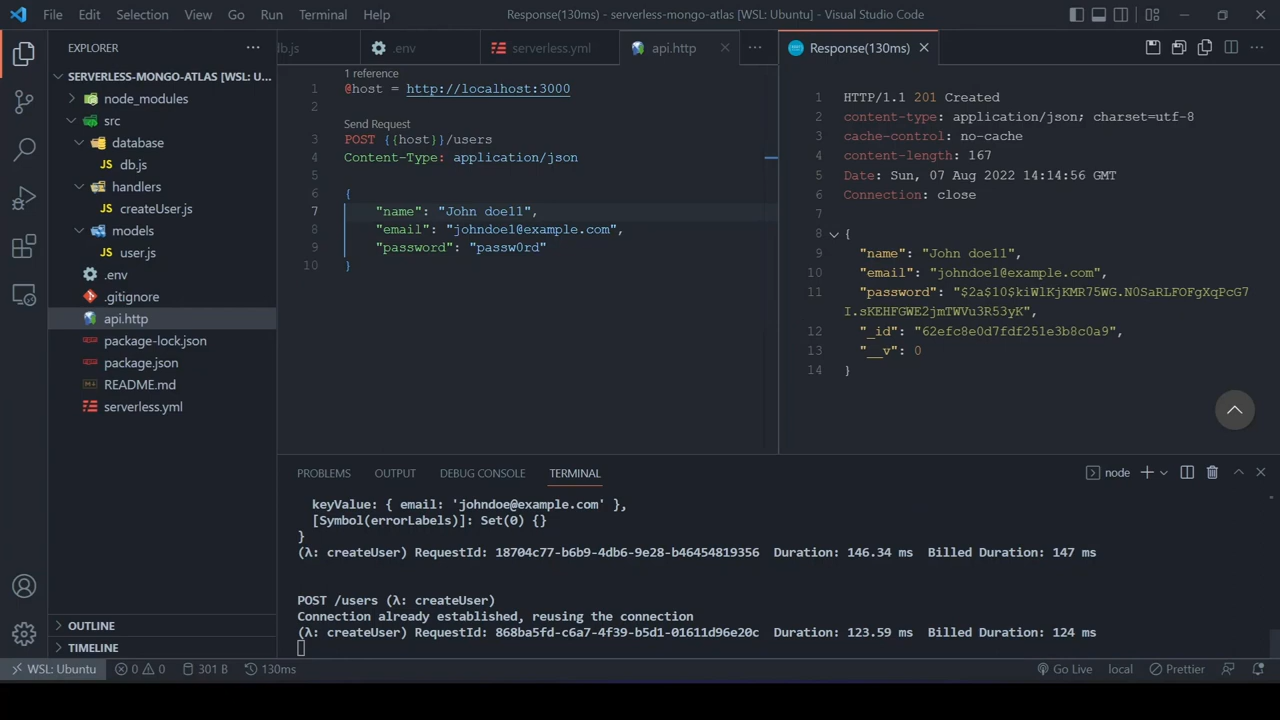 File Edit Selection View Go Run Terminal Help
Response(130ms) - serverless-mongo-atlas [WSL: Ubuntu] - Visual Studio Code
EXPLORER
SERVERLESS-MONGO-ATLAS [WSL: U...
node_modules
src
database
JS db.js
handlers
JS createUser.js
models
JS user.js
.env
.gitignore
api.http
package-lock.json
package.json
README.md
serverless.yml
OUTLINE
TIMELINE
db.js .env serverless.yml api.http
1 reference
1 @host = http://localhost:3000
2
Send Request
3 POST {{host}}/users
4 Content-Type: application/json
5
6 {
7 "name": "John doe11",
8 "email": "johndoe1@example.com",
9 "password": "passw0rd"
10 }
Response(130ms)
1 HTTP/1.1 201 Created
2 content-type: application/json; charset=utf-8
3 cache-control: no-cache
4 content-length: 167
5 Date: Sun, 07 Aug 2022 14:14:56 GMT
6 Connection: close
7
8 {
9 "name": "John doe11",
10 "email": "johndoe1@example.com",
11 "password": "$2a$10$kiWlKjKMR75WG.N0SaRLFOFgXqPcG7
I.sKEHFGWE2jmTWVu3R53yK",
12 "_id": "62efc8e0d7fdf251e3b8c0a9",
13 "__v": 0
14 }
PROBLEMS OUTPUT DEBUG CONSOLE TERMINAL
node
keyValue: { email: 'johndoe@example.com' },
[Symbol(errorLabels)]: Set(0) {}
}
(λ: createUser) RequestId: 18704c77-b6b9-4db6-9e28-b46454819356 Duration: 146.34 ms Billed Duration: 147 ms
POST /users (λ: createUser)
Connection already established, reusing the connection
(λ: createUser) RequestId: 868ba5fd-c6a7-4f39-b5d1-01611d96e20c Duration: 123.59 ms Billed Duration: 124 ms
WSL: Ubuntu 0 0 301 B 130ms Go Live local Prettier